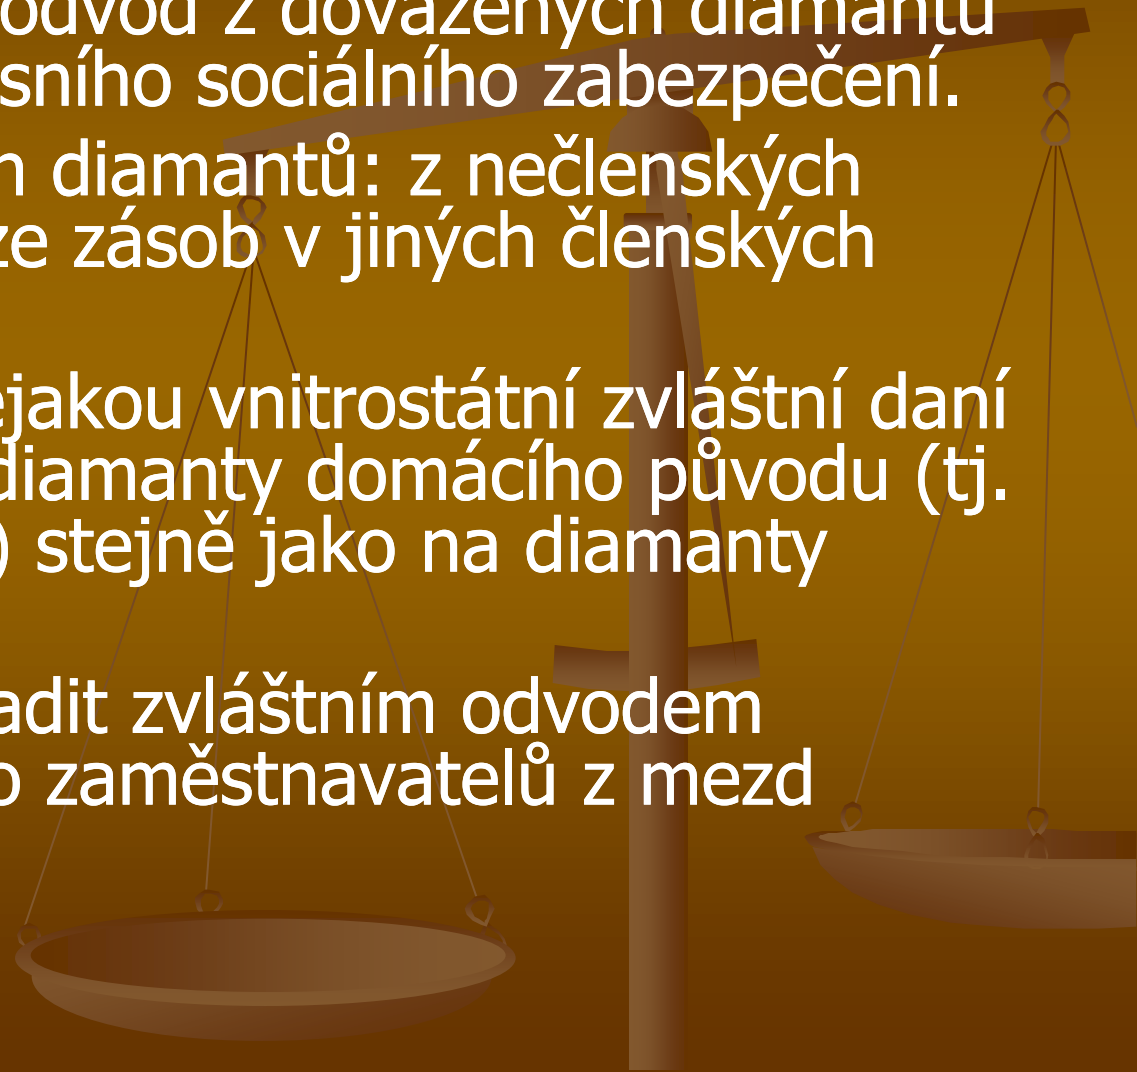 odvod z dovážených diamantů
sního sociálního zabezpečení.
h diamantů: z nečlenských
ze zásob v jiných členských
ejakou vnitrostátní zvláštní daní
diamanty domácího původu (tj.
) stejně jako na diamanty
adit zvláštním odvodem
o zaměstnavatelů z mezd